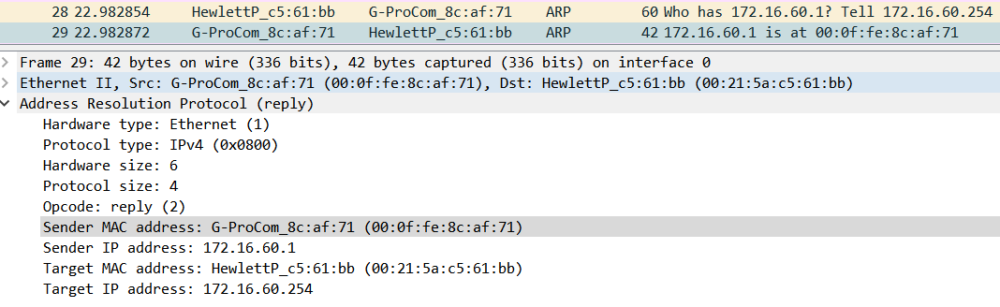 28 22.982854 HewlettP_c5:61:bb G-ProCom_8c:af:71 ARP 60 Who has 172.16.60.1? Tell 172.16.60.254
29 22.982872 G-ProCom_8c:af:71 HewlettP_c5:61:bb ARP 42 172.16.60.1 is at 00:0f:fe:8c:af:71
Frame 29: 42 bytes on wire (336 bits), 42 bytes captured (336 bits) on interface 0
Ethernet II, Src: G-ProCom_8c:af:71 (00:0f:fe:8c:af:71), Dst: HewlettP_c5:61:bb (00:21:5a:c5:61:bb)
Address Resolution Protocol (reply)
Hardware type: Ethernet (1)
Protocol type: IPv4 (0x0800)
Hardware size: 6
Protocol size: 4
Opcode: reply (2)
Sender MAC address: G-ProCom_8c:af:71 (00:0f:fe:8c:af:71)
Sender IP address: 172.16.60.1
Target MAC address: HewlettP_c5:61:bb (00:21:5a:c5:61:bb)
Target IP address: 172.16.60.254